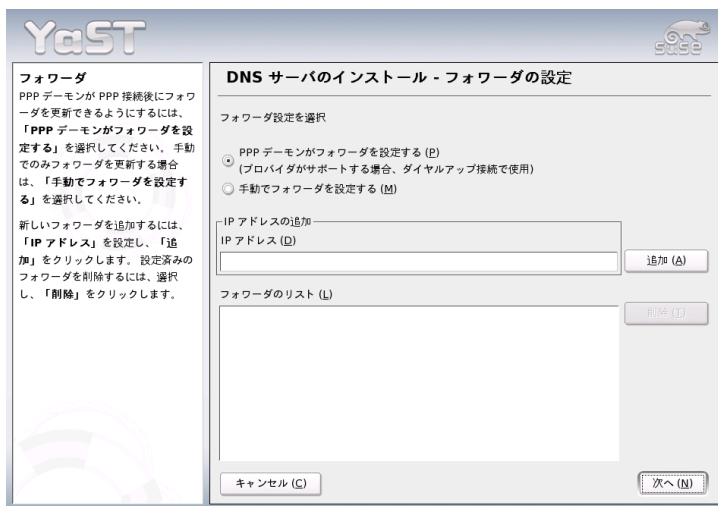 YaST
suse
フォワーダ
PPP デーモンが PPP 接続後にフォワ
ーダを更新できるようにするには、
「PPP デーモンがフォワーダを設
定する」を選択してください。 手動
でのみフォワーダを更新する場合
は、「手動でフォワーダを設定す
る」を選択してください。
新しいフォワーダを追加するには、
「IP アドレス」を設定し、「追
加」をクリックします。 設定済みの
フォワーダを削除するには、選択
し、「削除」をクリックします。
DNS サーバのインストール - フォワーダの設定
フォワーダ設定を選択
PPP デーモンがフォワーダを設定する (P)
(プロバイダがサポートする場合、ダイヤルアップ接続で使用)
手動でフォワーダを設定する (M)
IP アドレスの追加
IP アドレス (D)
追加 (A)
フォワーダのリスト (L)
削除 (T)
キャンセル (C)
次へ (N)